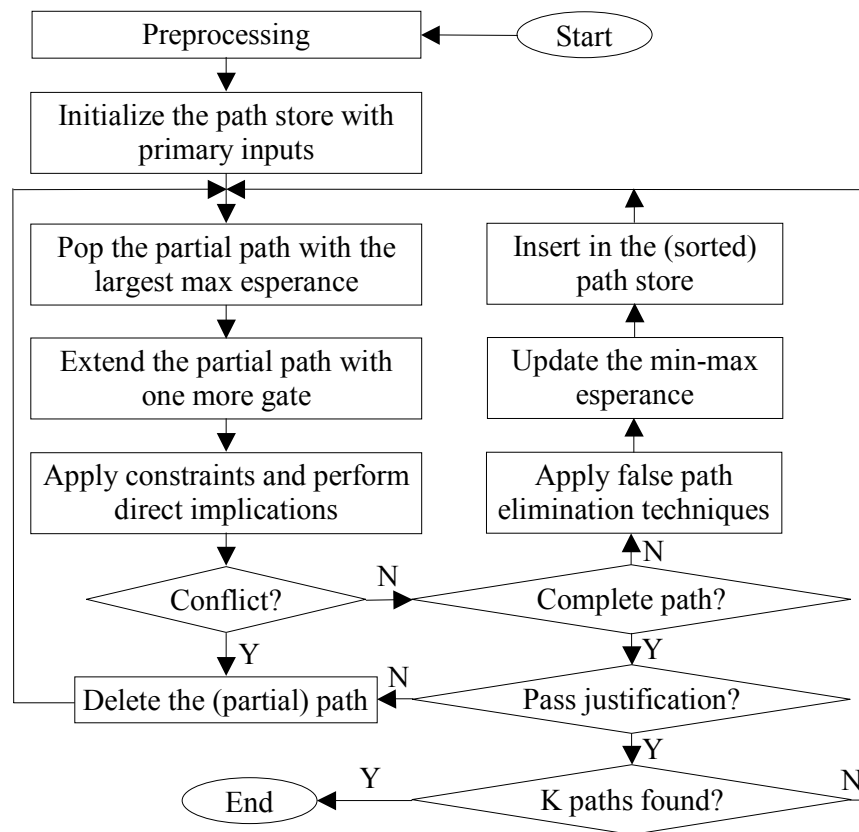 Preprocessing
Start
Initialize the path store with
primary inputs
Pop the partial path with the
largest max esperance
Insert in the (sorted)
path store
Extend the partial path with
one more gate
Update the min-max
esperance
Apply constraints and perform
direct implications
Apply false path
elimination techniques
N
Conflict?
N
Complete path?
Y
Y
Delete the (partial) path
N
Pass justification?
Y
End
Y
K paths found?
N